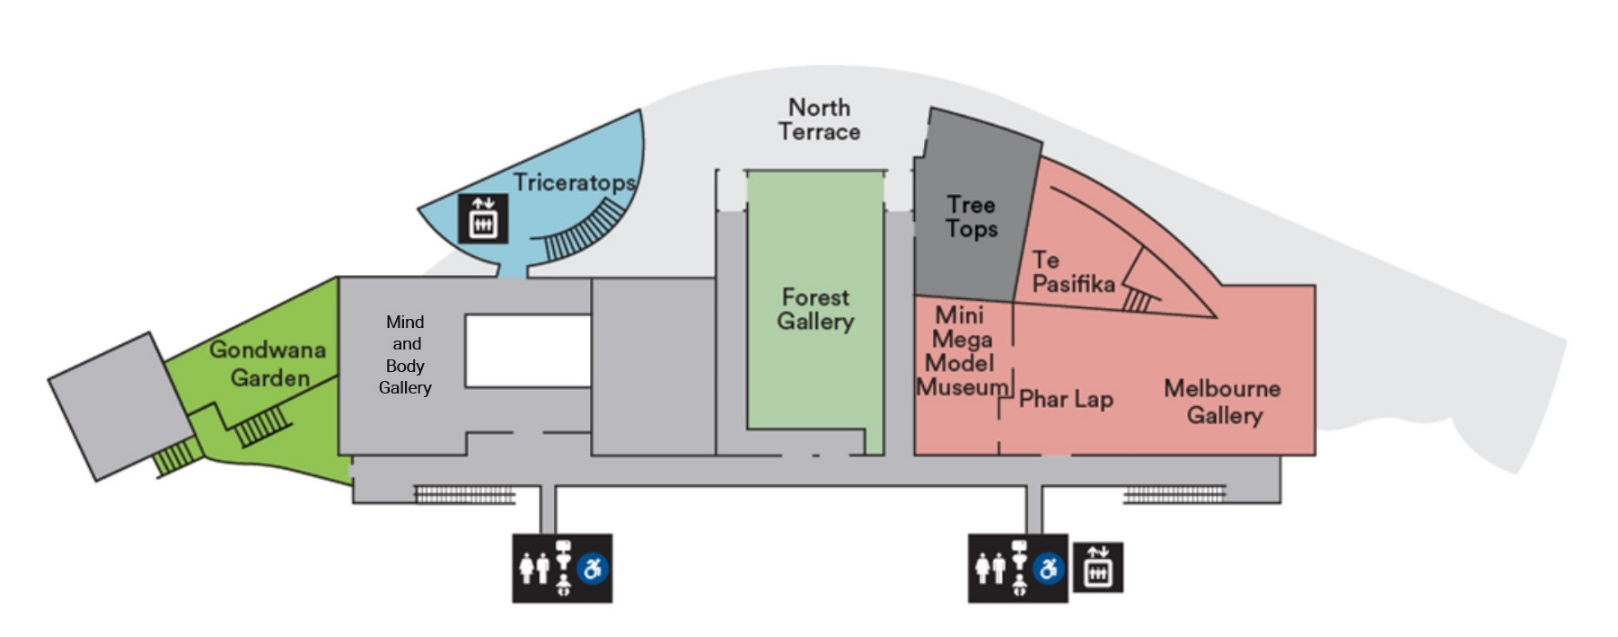 North
Terrace
Triceratops
Tree
Tops
Te
Pasifika
Forest
Gallery
Mini
Mega
Model
Museum
Mind
and
Body
Gallery
Gondwana
Garden
Phar Lap
Melbourne
Gallery